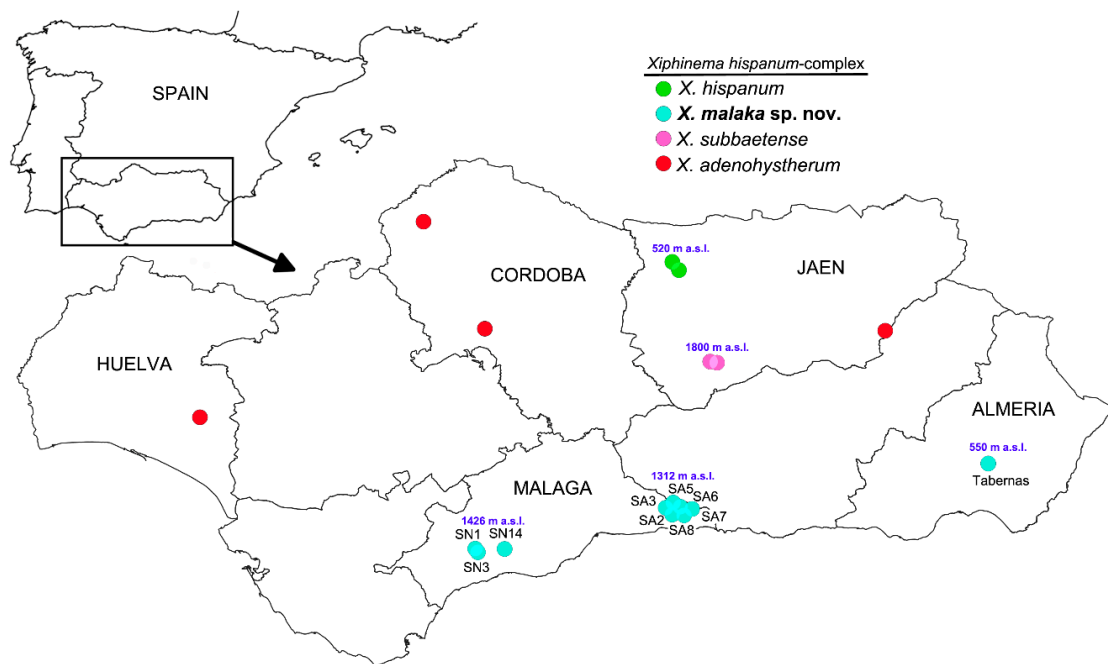 SPAIN
Xiphinema hispanum-complex
X. hispanum
X. malaka sp. nov.
X. subbaetense
X. adenohystherum
520 m a.s.l.
CORDOBA
JAEN
1800 m a.s.l.
HUELVA
ALMERIA
550 m a.s.l.
Tabernas
1312 m a.s.l.
MALAGA
SA5
SA3
SA6
SA2
SA7
SA8
1426 m a.s.l.
SN1
SN14
SN3